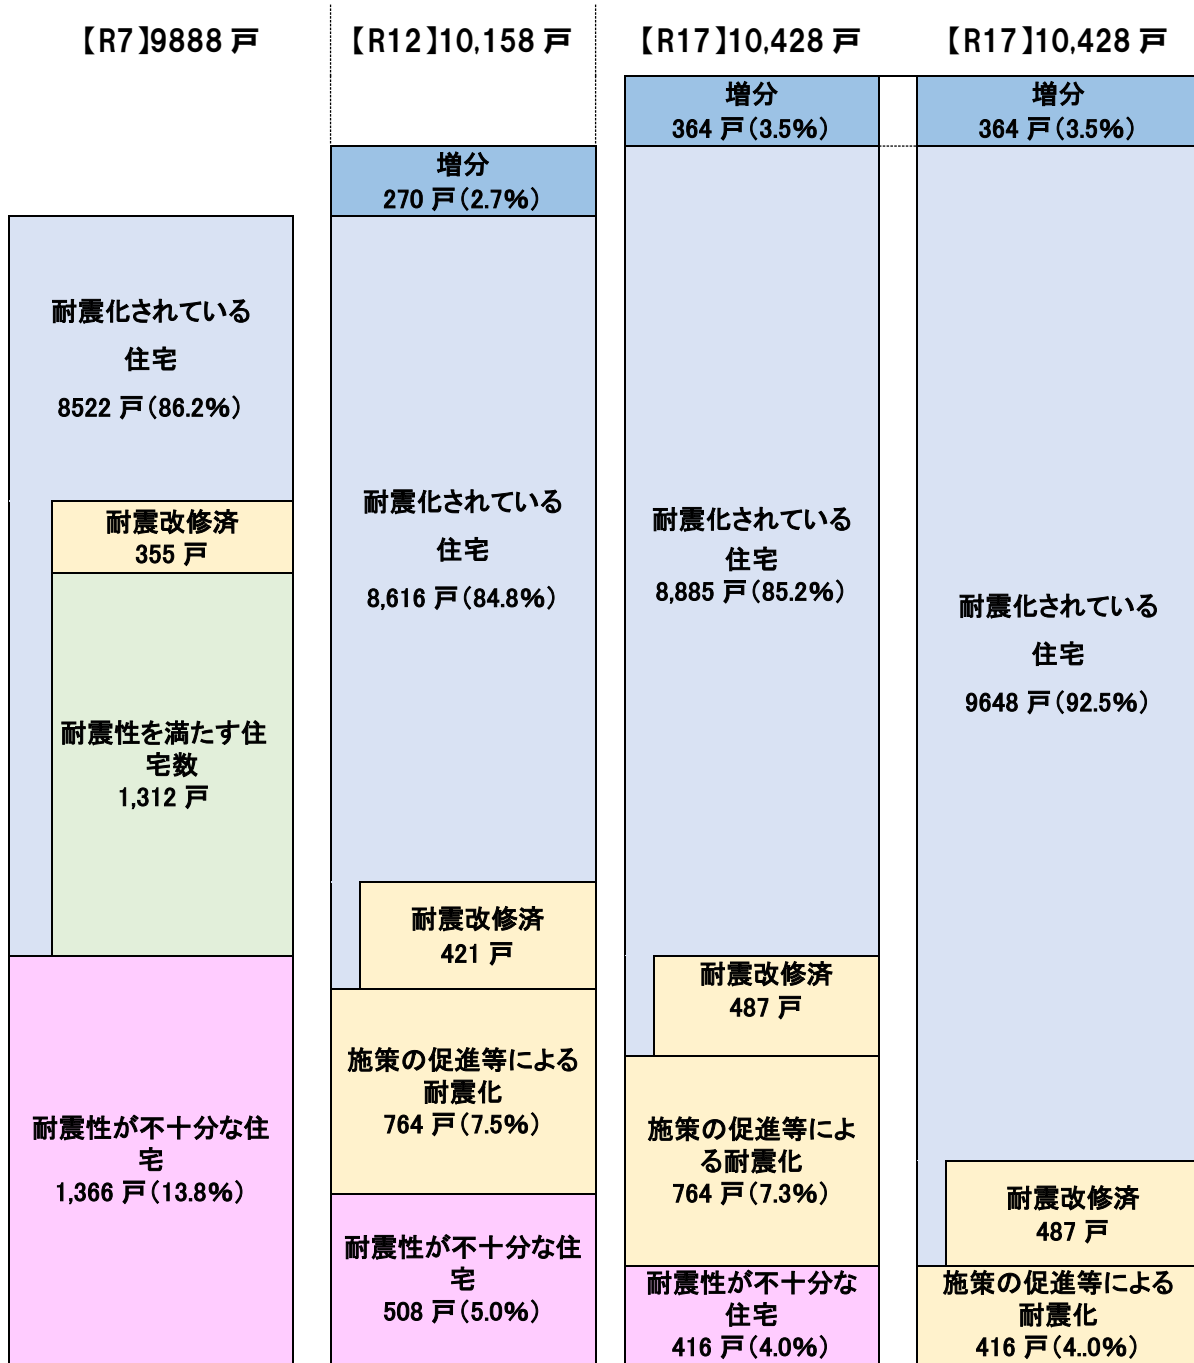 【R7】9888 戸
【R12】10,158 戸
【R17】10,428 戸
【R17】10,428 戸
耐震化されている
住宅
8522 戸（86.2%）
耐震改修済
355 戸
耐震性を満たす住
宅数
1,312 戸
耐震性が不十分な住
宅
1,366 戸（13.8%）
増分
270 戸（2.7%）
耐震化されている
住宅
8,616 戸（84.8%）
耐震改修済
421 戸
施策の促進等による
耐震化
764 戸（7.5%）
耐震性が不十分な住
宅
508 戸（5.0%）
増分
364 戸（3.5%）
耐震化されている
住宅
8,885 戸（85.2%）
耐震改修済
487 戸
施策の促進等によ
る耐震化
764 戸（7.3%）
耐震性が不十分な
住宅
416 戸（4.0%）
増分
364 戸（3.5%）
耐震化されている
住宅
9648 戸（92.5%）
耐震改修済
487 戸
施策の促進等による
耐震化
416 戸（4..0%）